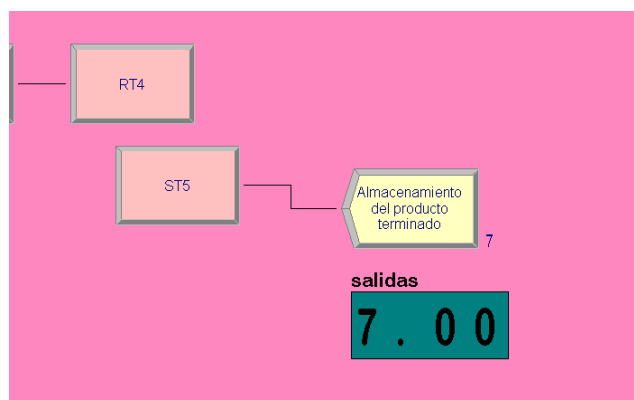 RT4
ST5
Almacenamiento
del producto
terminado
7
salidas
7.00